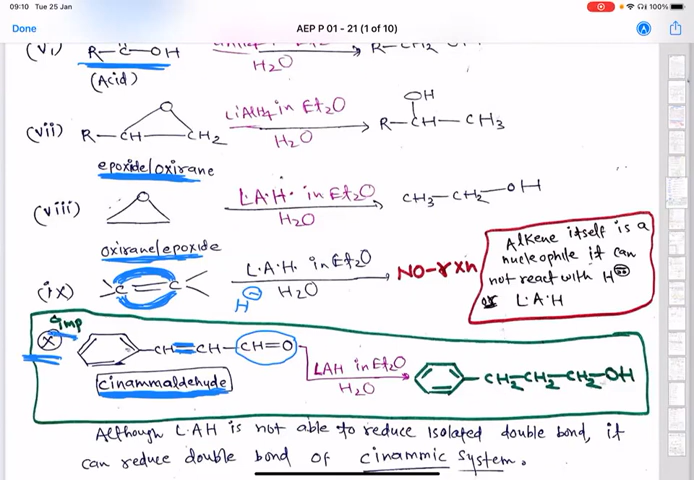 09:10 Tue 25 Jan
100%
Done
AEP P 01 - 21 (1 of 10)
(vi) R—C—OH
H2O
R—CH2
(Acid)
(vii) R—CH—CH2 O
LiAlH4 in Et2O
H2O
OH
R—CH—CH3
epoxide/oxirane
(viii) O
L.A.H. in Et2O
H2O
CH3—CH2—OH
oxirane/epoxide
(ix) >C=C<
L.A.H. in Et2O
H⊖ H2O
NO-rxn
Alkene itself is a
nucleophile it can
not react with H⊖
or L.A.H
imp
(x) —CH=CH—CH=O
LAH in Et2O
H2O
—CH2—CH2—CH2—OH
cinammaldehyde
Although L.AH is not able to reduce isolated double bond, it
can reduce double bond of cinammic system.